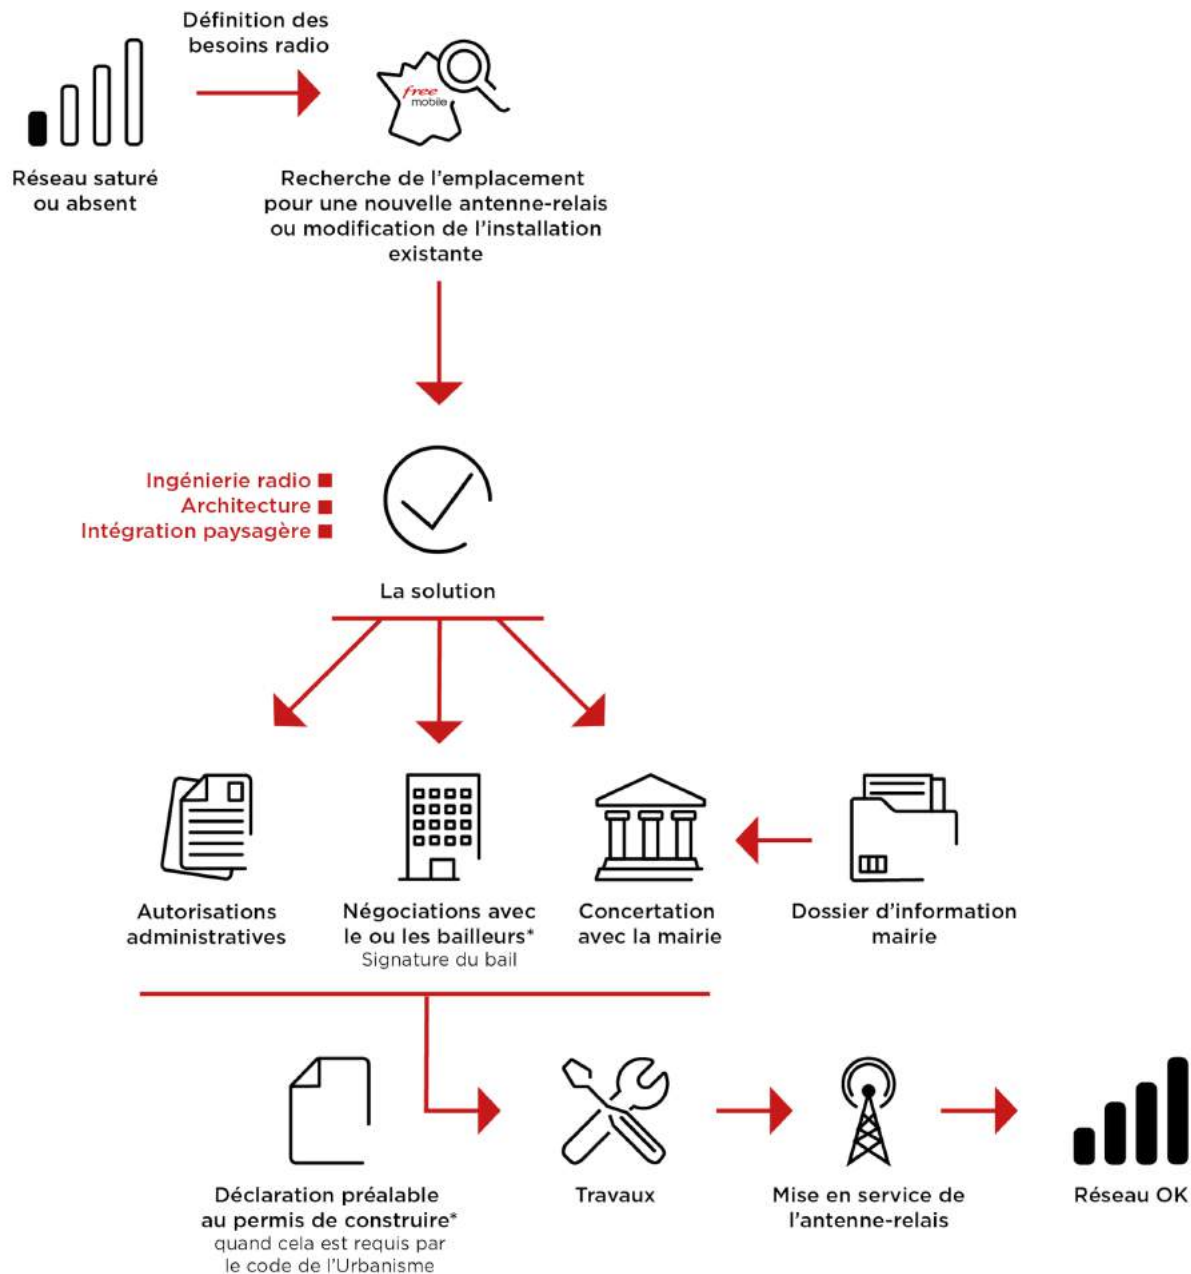 Définition des
besoins radio
free
mobile
Réseau saturé
ou absent
Recherche de l'emplacement
pour une nouvelle antenne-relais
ou modification de l'installation
existante
Ingénierie radio
Architecture
Intégration paysagère
La solution
Autorisations
administratives
Négociations avec
le ou les bailleurs*
Signature du bail
Concertation
avec la mairie
Dossier d'information
mairie
Déclaration préalable
au permis de construire*
quand cela est requis par
le code de l'Urbanisme
Travaux
Mise en service de
l'antenne-relais
Réseau OK